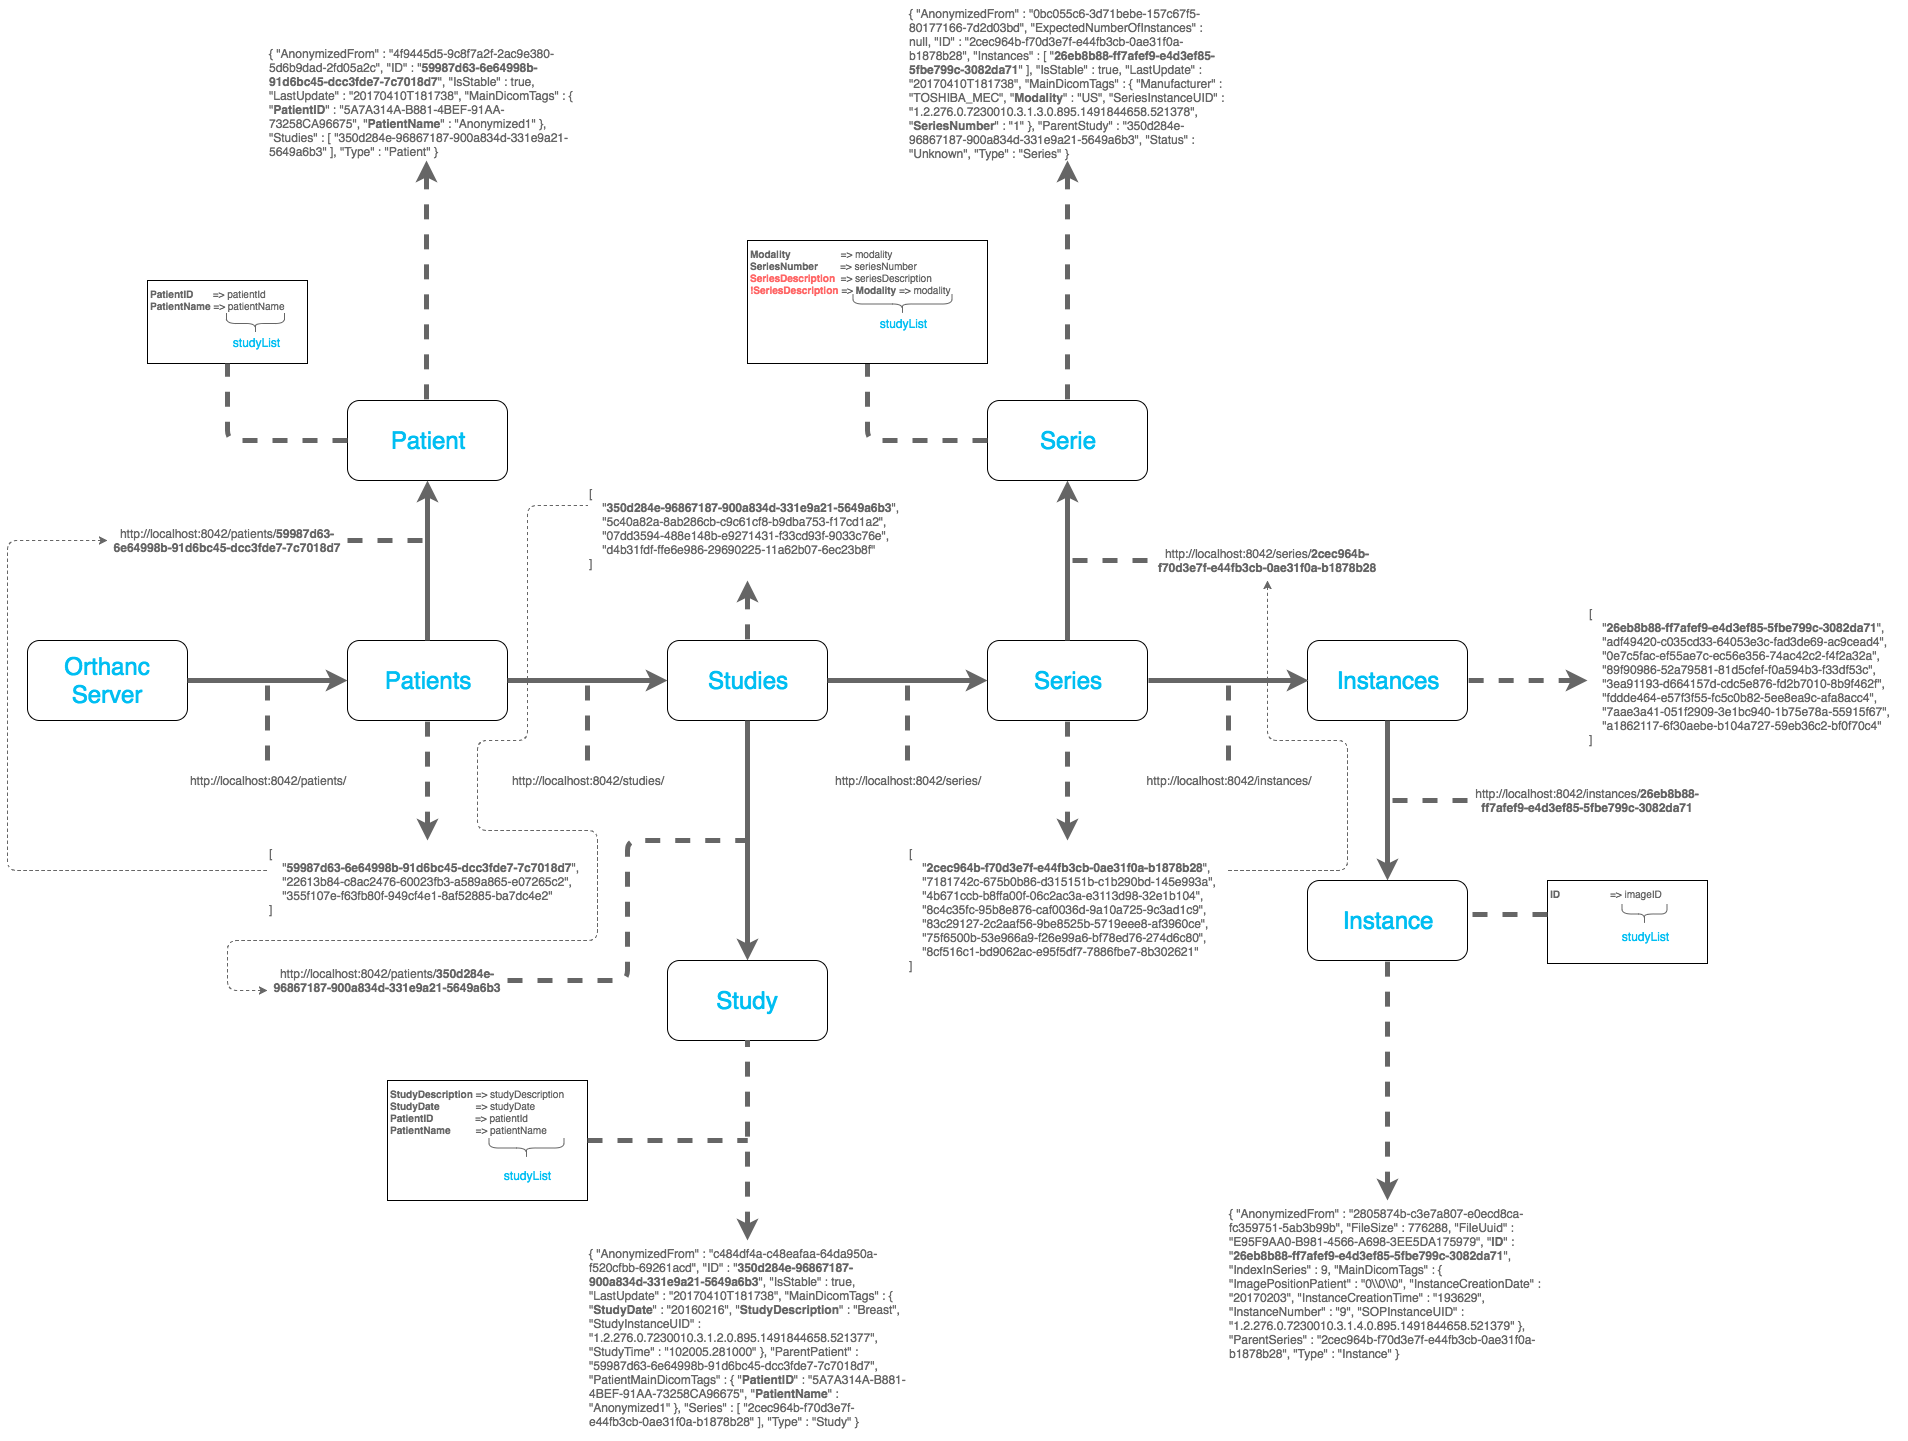 { "AnonymizedFrom" : "4f9445d5-9c8f7a2f-2ac9e380-
5d6b9dad-2fd05a2c", "ID" : "59987d63-6e64998b-
91d6bc45-dcc3fde7-7c7018d7", "IsStable" : true,
"LastUpdate" : "20170410T181738", "MainDicomTags" : {
"PatientID" : "5A7A314A-B881-4BEF-91AA-
73258CA96675", "PatientName" : "Anonymized1" },
"Studies" : [ "350d284e-96867187-900a834d-331e9a21-
5649a6b3" ], "Type" : "Patient" }
{ "AnonymizedFrom" : "0bc055c6-3d71bebe-157c67f5-
80177166-7d2d03bd", "ExpectedNumberOfInstances" :
null, "ID" : "2cec964b-f70d3e7f-e44fb3cb-0ae31f0a-
b1878b28", "Instances" : [ "26eb8b88-ff7afef9-e4d3ef85-
5fbe799c-3082da71" ], "IsStable" : true, "LastUpdate" :
"20170410T181738", "MainDicomTags" : { "Manufacturer" :
"TOSHIBA_MEC", "Modality" : "US", "SeriesInstanceUID" :
"1.2.276.0.7230010.3.1.3.0.895.1491844658.521378",
"SeriesNumber" : "1" }, "ParentStudy" : "350d284e-
96867187-900a834d-331e9a21-5649a6b3", "Status" :
"Unknown", "Type" : "Series" }
PatientID => patientId
PatientName => patientName
studyList
Modality => modality
SeriesNumber => seriesNumber
SeriesDescription => seriesDescription
!SeriesDescription => Modality => modality
studyList
Patient
Serie
http://localhost:8042/patients/59987d63-
6e64998b-91d6bc45-dcc3fde7-7c7018d7
[
"350d284e-96867187-900a834d-331e9a21-5649a6b3",
"5c40a82a-8ab286cb-c9c61cf8-b9dba753-f17cd1a2",
"07dd3594-488e148b-e9271431-f33cd93f-9033c76e",
"d4b31fdf-ffe6e986-29690225-11a62b07-6ec23b8f"
]
http://localhost:8042/series/2cec964b-
f70d3e7f-e44fb3cb-0ae31f0a-b1878b28
Orthanc
Server
Patients
Studies
Series
Instances
[
"26eb8b88-ff7afef9-e4d3ef85-5fbe799c-3082da71",
"adf49420-c035cd33-64053e3c-fad3de69-ac9cead4",
"0e7c5fac-ef55ae7c-ec56e356-74ac42c2-f4f2a32a",
"89f90986-52a79581-81d5cfef-f0a594b3-f33df53c",
"3ea91193-d664157d-cdc5e876-fd2b7010-8b9f462f",
"fddde464-e57f3f55-fc5c0b82-5ee8ea9c-afa8acc4",
"7aae3a41-051f2909-3e1bc940-1b75e78a-55915f67",
"a1862117-6f30aebe-b104a727-59eb36c2-bf0f70c4"
]
http://localhost:8042/patients/
http://localhost:8042/studies/
http://localhost:8042/series/
http://localhost:8042/instances/
http://localhost:8042/instances/26eb8b88-
ff7afef9-e4d3ef85-5fbe799c-3082da71
[
"59987d63-6e64998b-91d6bc45-dcc3fde7-7c7018d7",
"22613b84-c8ac2476-60023fb3-a589a865-e07265c2",
"355f107e-f63fb80f-949cf4e1-8af52885-ba7dc4e2"
]
[
"2cec964b-f70d3e7f-e44fb3cb-0ae31f0a-b1878b28",
"7181742c-675b0b86-d315151b-c1b290bd-145e993a",
"4b671ccb-b8ffa00f-06c2ac3a-e3113d98-32e1b104",
"8c4c35fc-95b8e876-caf0036d-9a10a725-9c3ad1c9",
"83c29127-2c2aaf56-9be8525b-5719eee8-af3960ce",
"75f6500b-53e966a9-f26e99a6-bf78ed76-274d6c80",
"8cf516c1-bd9062ac-e95f5df7-7886fbe7-8b302621"
]
Instance
ID => imageID
studyList
http://localhost:8042/patients/350d284e-
96867187-900a834d-331e9a21-5649a6b3
Study
StudyDescription => studyDescription
StudyDate => studyDate
PatientID => patientId
PatientName => patientName
studyList
{ "AnonymizedFrom" : "2805874b-c3e7a807-e0ecd8ca-
fc359751-5ab3b99b", "FileSize" : 776288, "FileUuid" :
"E95F9AA0-B981-4566-A698-3EE5DA175979", "ID" :
"26eb8b88-ff7afef9-e4d3ef85-5fbe799c-3082da71",
"IndexInSeries" : 9, "MainDicomTags" : {
"ImagePositionPatient" : "0\\0\\0", "InstanceCreationDate" :
"20170203", "InstanceCreationTime" : "193629",
"InstanceNumber" : "9", "SOPInstanceUID" :
"1.2.276.0.7230010.3.1.4.0.895.1491844658.521379" },
"ParentSeries" : "2cec964b-f70d3e7f-e44fb3cb-0ae31f0a-
b1878b28", "Type" : "Instance" }
{ "AnonymizedFrom" : "c484df4a-c48eafaa-64da950a-
f520cfbb-69261acd", "ID" : "350d284e-96867187-
900a834d-331e9a21-5649a6b3", "IsStable" : true,
"LastUpdate" : "20170410T181738", "MainDicomTags" : {
"StudyDate" : "20160216", "StudyDescription" : "Breast",
"StudyInstanceUID" :
"1.2.276.0.7230010.3.1.2.0.895.1491844658.521377",
"StudyTime" : "102005.281000" }, "ParentPatient" :
"59987d63-6e64998b-91d6bc45-dcc3fde7-7c7018d7",
"PatientMainDicomTags" : { "PatientID" : "5A7A314A-B881-
4BEF-91AA-73258CA96675", "PatientName" :
"Anonymized1" }, "Series" : [ "2cec964b-f70d3e7f-
e44fb3cb-0ae31f0a-b1878b28" ], "Type" : "Study" }